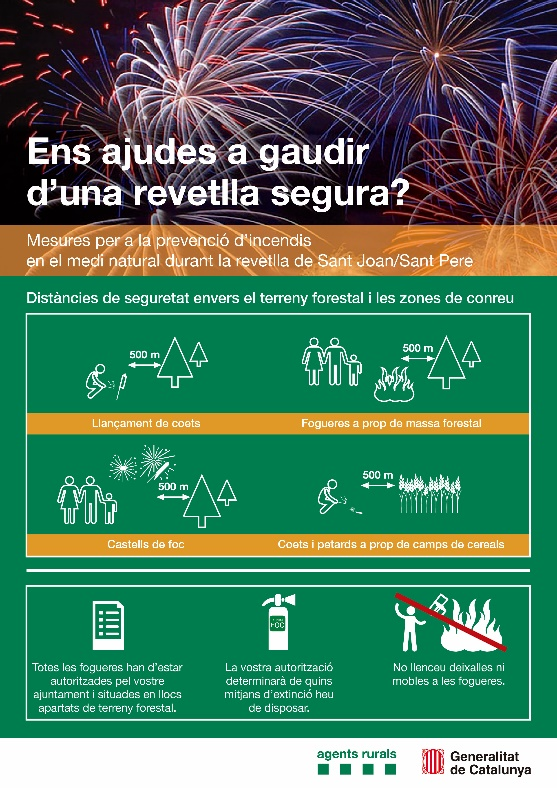 Ens ajudes a gaudir
d'una revetlla segura?
Mesures per a la prevenció d'incendis
en el medi natural durant la revetlla de Sant Joan/Sant Pere
Distàncies de seguretat envers el terreny forestal i les zones de conreu
500 m
500 m
Llançament de coets
Fogueres a prop de massa forestal
500 m
500 m
Castells de foc
Coets i petards a prop de camps de cereals
FOC
Totes les fogueres han d'estar
autoritzades pel vostre
ajuntament i situades en llocs
apartats de terreny forestal.
La vostra autorització
determinarà de quins
mitjans d'extinció heu
de disposar.
No llenceu deixalles ni
mobles a les fogueres.
agents rurals
Generalitat
de Catalunya